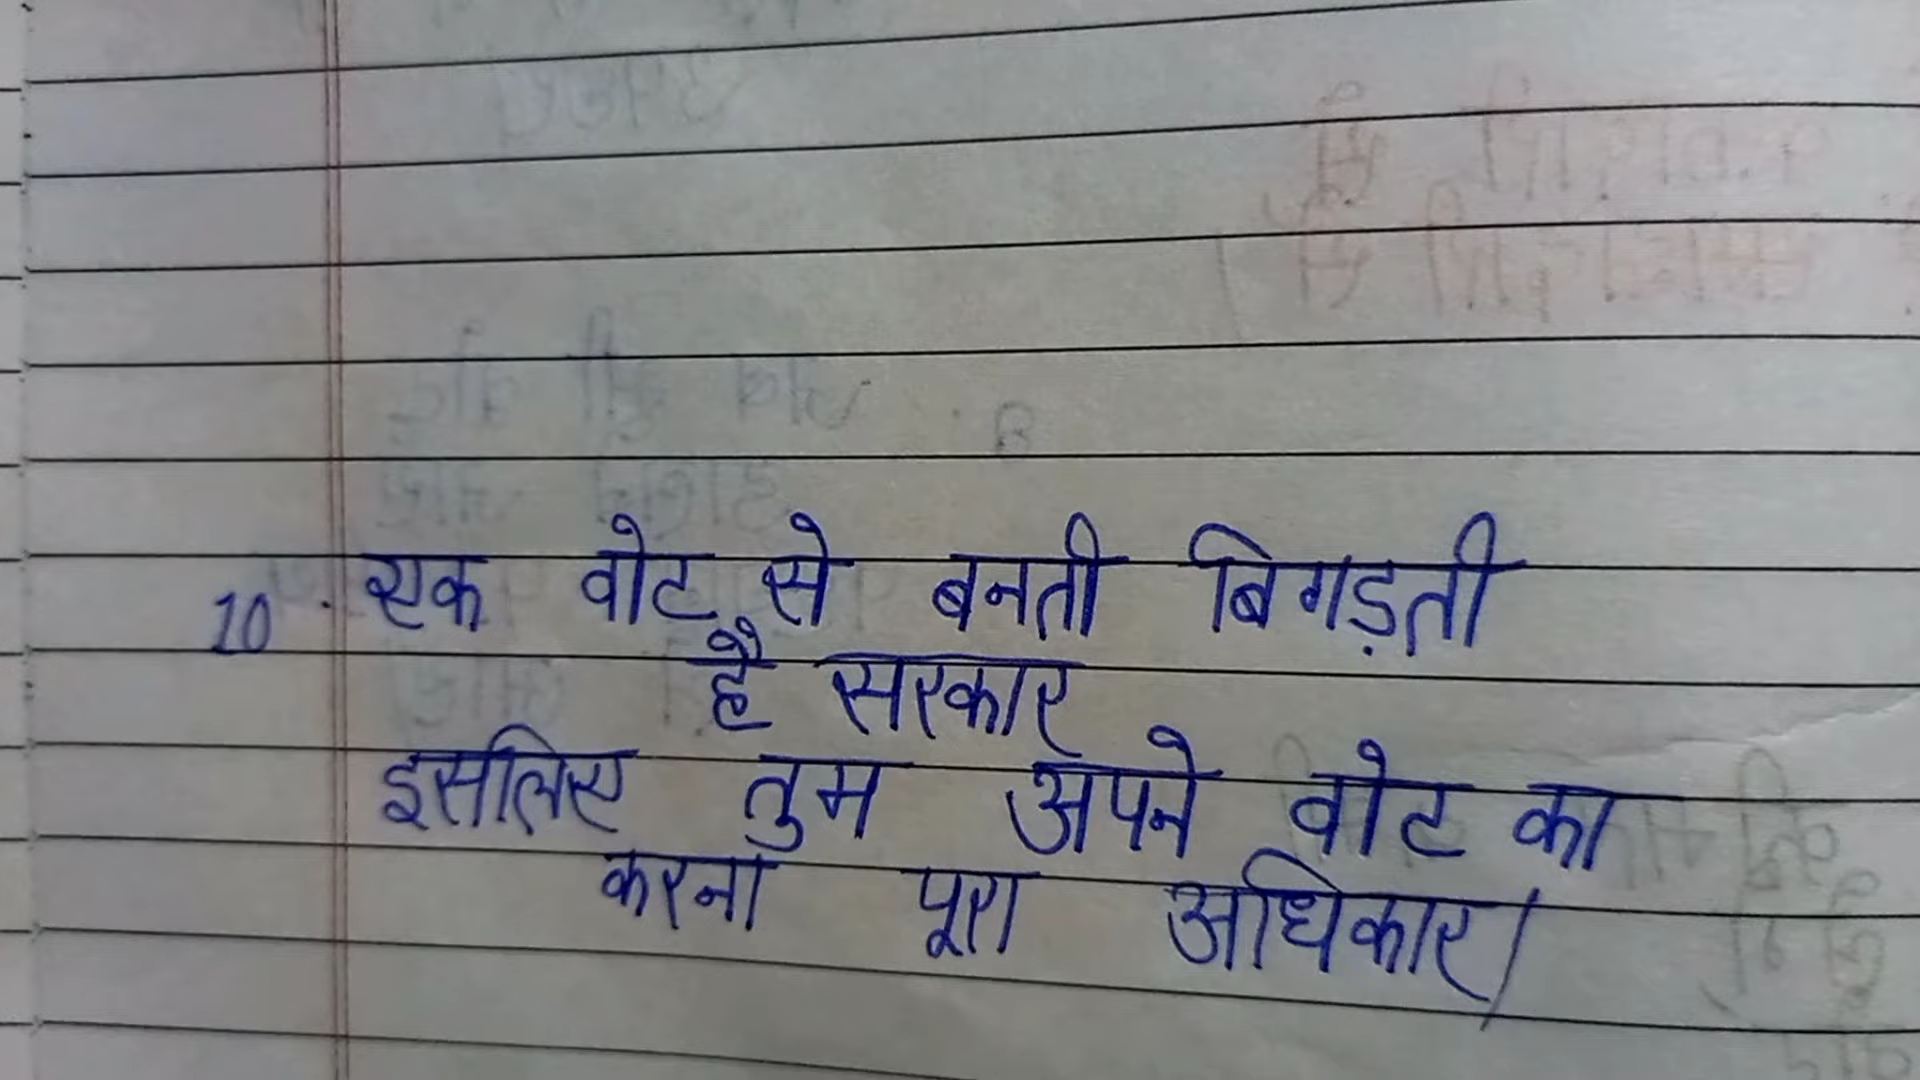 10. एक वोट से बनती बिगड़ती
है सरकार
इसलिए तुम अपने वोट का
करना पूरा अधिकार।